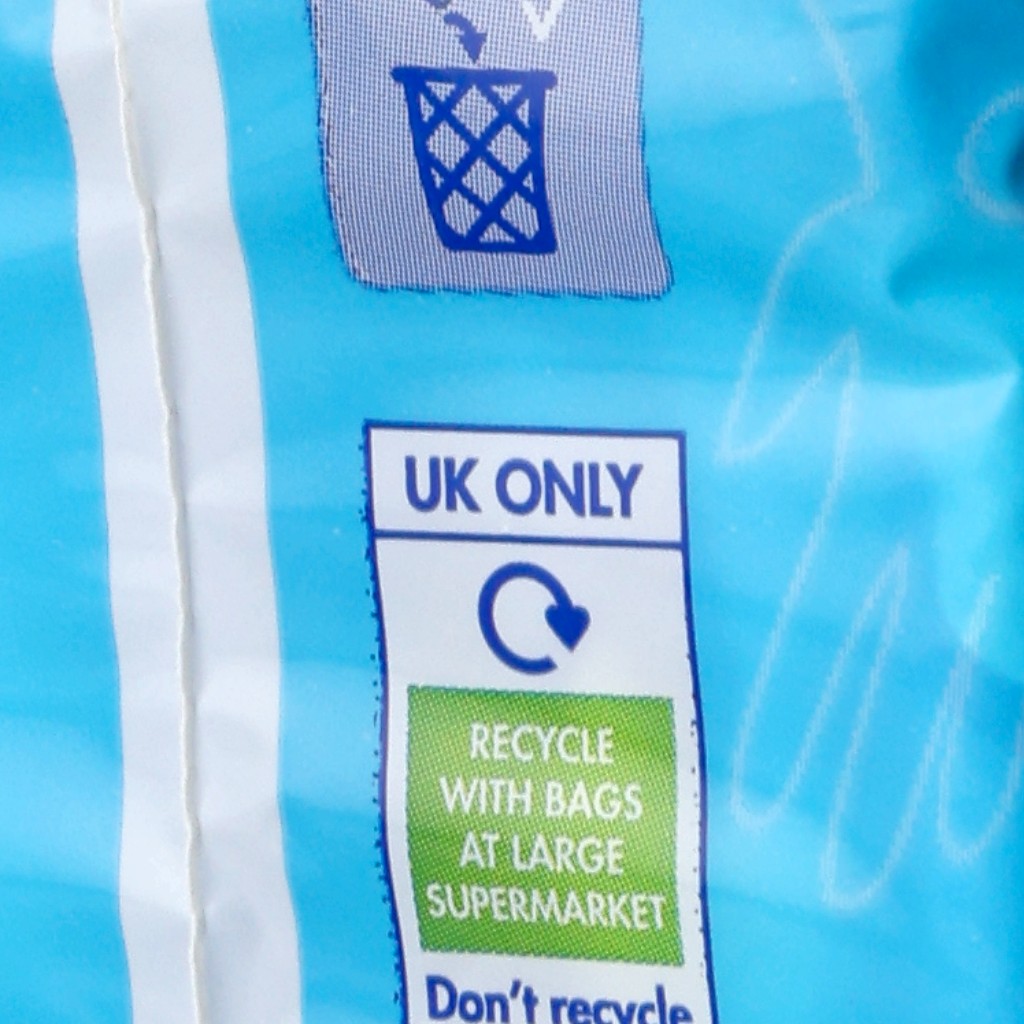 UK ONLY
RECYCLE
WITH BAGS
AT LARGE
SUPERMARKET
Don't recycle